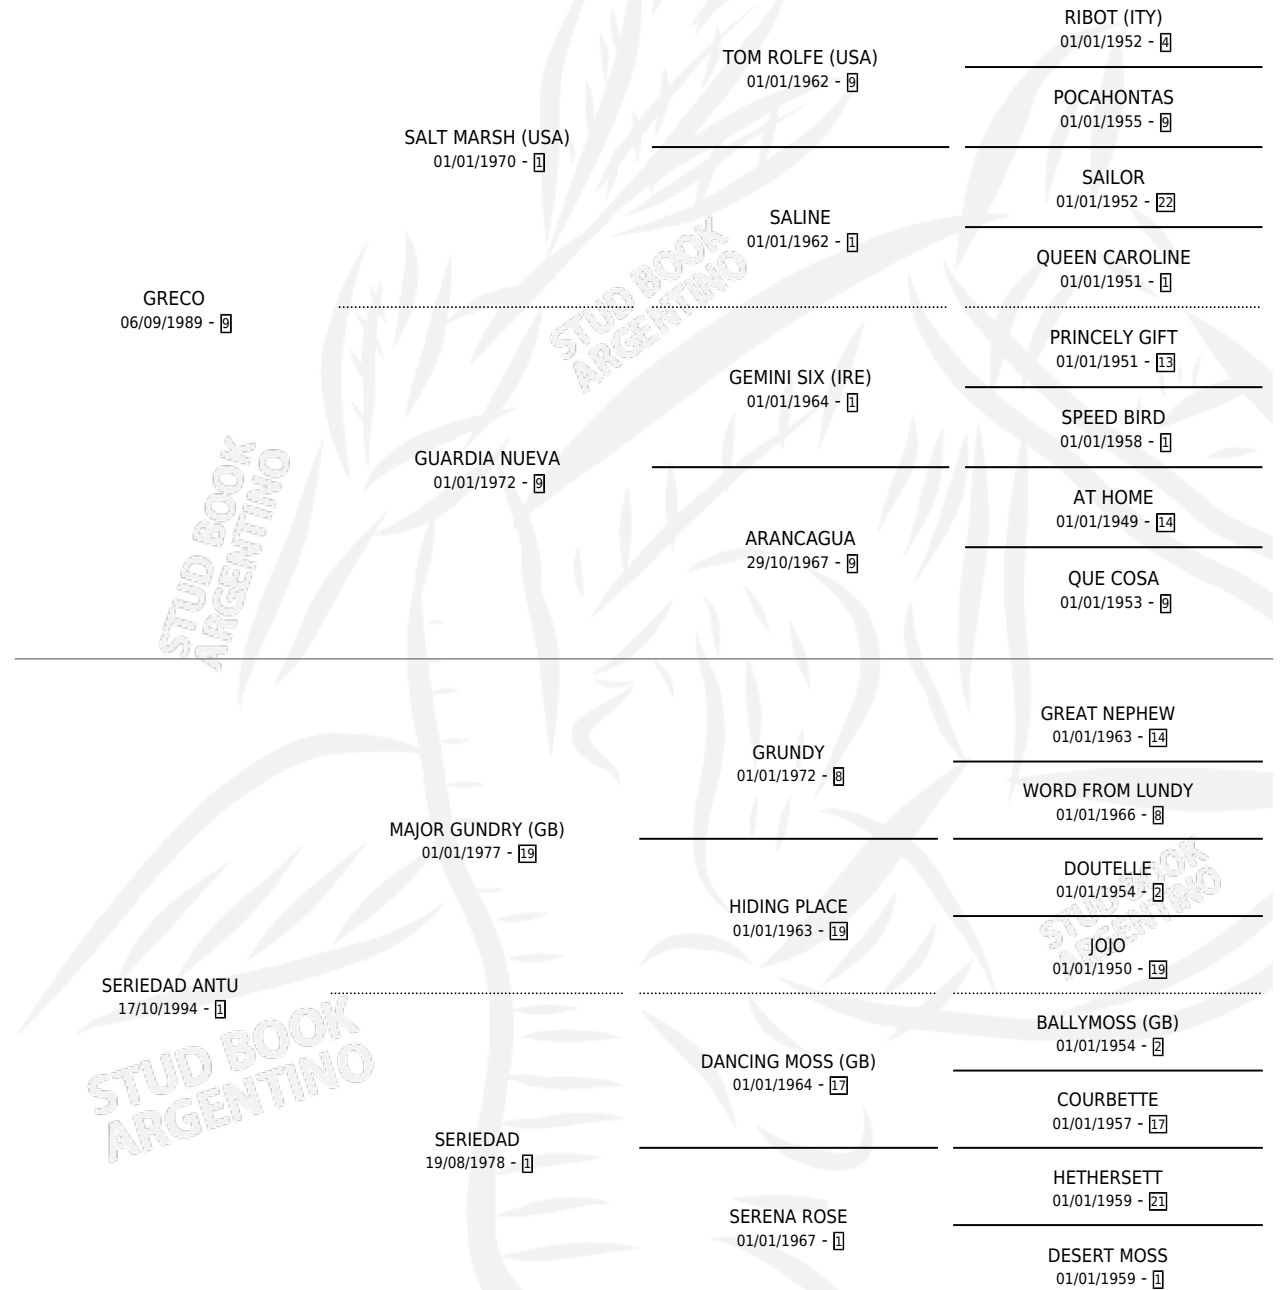 RIBOT (ITY)
01/01/1952 - 4
TOM ROLFE (USA)
01/01/1962 - 9
POCAHONTAS
01/01/1955 - 9
SALT MARSH (USA)
01/01/1970 - 1
SAILOR
01/01/1952 - 22
SALINE
01/01/1962 - 1
QUEEN CAROLINE
01/01/1951 - 1
GRECO
06/09/1989 - 9
PRINCELY GIFT
01/01/1951 - 13
GEMINI SIX (IRE)
01/01/1964 - 1
SPEED BIRD
01/01/1958 - 1
GUARDIA NUEVA
01/01/1972 - 9
AT HOME
01/01/1949 - 14
ARANCAGUA
29/10/1967 - 9
QUE COSA
01/01/1953 - 9
STUD BOOK
ARGENTINO
STUD BOOK
ARGENTINO
GREAT NEPHEW
01/01/1963 - 14
GRUNDY
01/01/1972 - 8
WORD FROM LUNDY
01/01/1966 - 8
MAJOR GUNDRY (GB)
01/01/1977 - 19
DOUTELLE
01/01/1954 - 2
HIDING PLACE
01/01/1963 - 19
JOJO
01/01/1950 - 19
SERIEDAD ANTU
17/10/1994 - 1
BALLYMOSS (GB)
01/01/1954 - 2
DANCING MOSS (GB)
01/01/1964 - 17
COURBETTE
01/01/1957 - 17
SERIEDAD
19/08/1978 - 1
HETHERSETT
01/01/1959 - 21
SERENA ROSE
01/01/1967 - 1
DESERT MOSS
01/01/1959 - 1
STUD BOOK
ARGENTINO
STUD BOOK
ARGENTINO